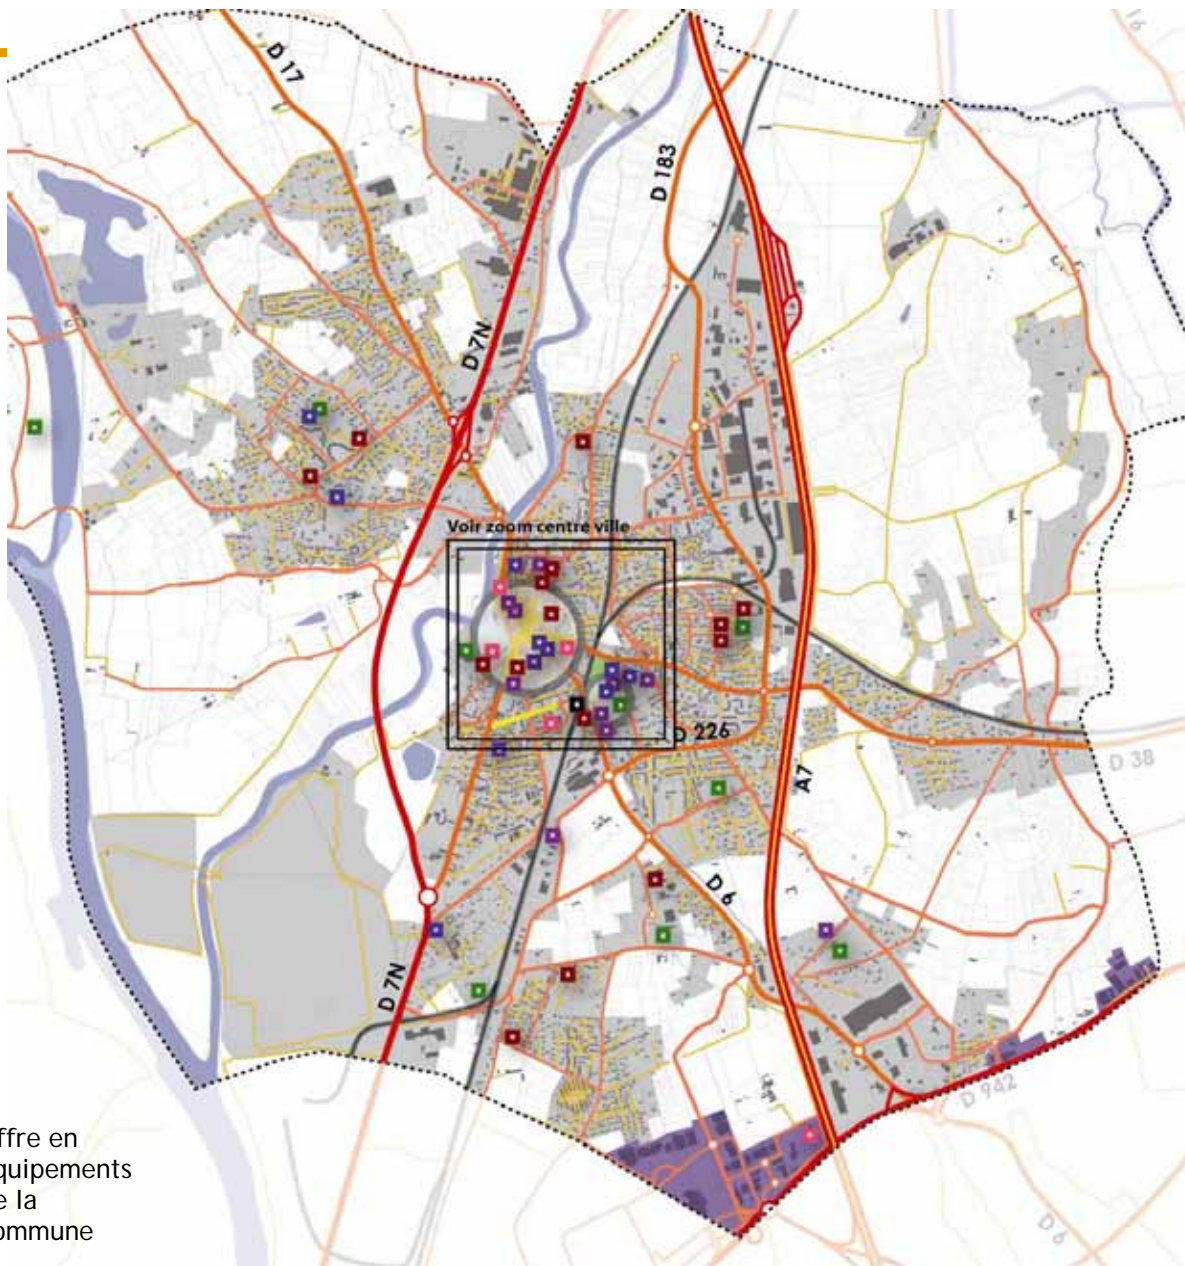 16
D 17
D 183
D 7N
Voir zoom centre ville
D 226
D 38
A7
D 6
D 7N
D 942
D 6
ffre en
quipements
e la
ommune